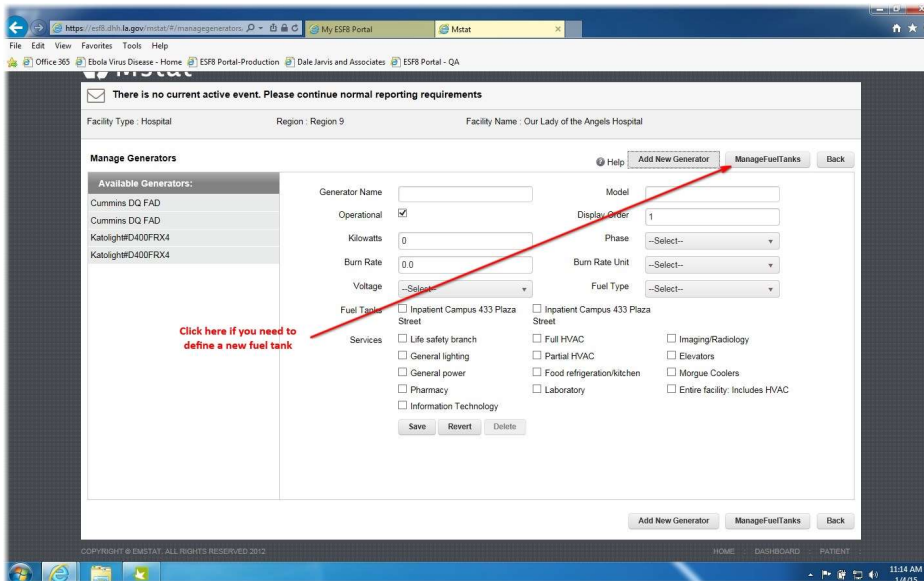 https://esf8.dhh.la.gov/mstat/#/managegenerators
My ESF8 Portal
Mstat
File Edit View Favorites Tools Help
Office 365 Ebola Virus Disease - Home ESF8 Portal-Production Dale Jarvis and Associates ESF8 Portal - QA
Mstat
There is no current active event. Please continue normal reporting requirements
Facility Type : Hospital Region : Region 9 Facility Name : Our Lady of the Angels Hospital
Manage Generators
Help Add New Generator ManageFuelTanks Back
Available Generators:
Cummins DQ FAD
Cummins DQ FAD
Katolight#D400FRX4
Katolight#D400FRX4
Generator Name Model
Operational Display Order 1
Kilowatts 0 Phase --Select--
Burn Rate 0.0 Burn Rate Unit --Select--
Voltage --Select-- Fuel Type --Select--
Fuel Tanks Inpatient Campus 433 Plaza Street Inpatient Campus 433 Plaza Street
Click here if you need to
define a new fuel tank
Services Life safety branch Full HVAC Imaging/Radiology
General lighting Partial HVAC Elevators
General power Food refrigeration/kitchen Morgue Coolers
Pharmacy Laboratory Entire facility: Includes HVAC
Information Technology
Save Revert Delete
Add New Generator ManageFuelTanks Back
COPYRIGHT © EMSTAT. ALL RIGHTS RESERVED 2012 HOME DASHBOARD PATIENT
11:14 AM
1/4/15